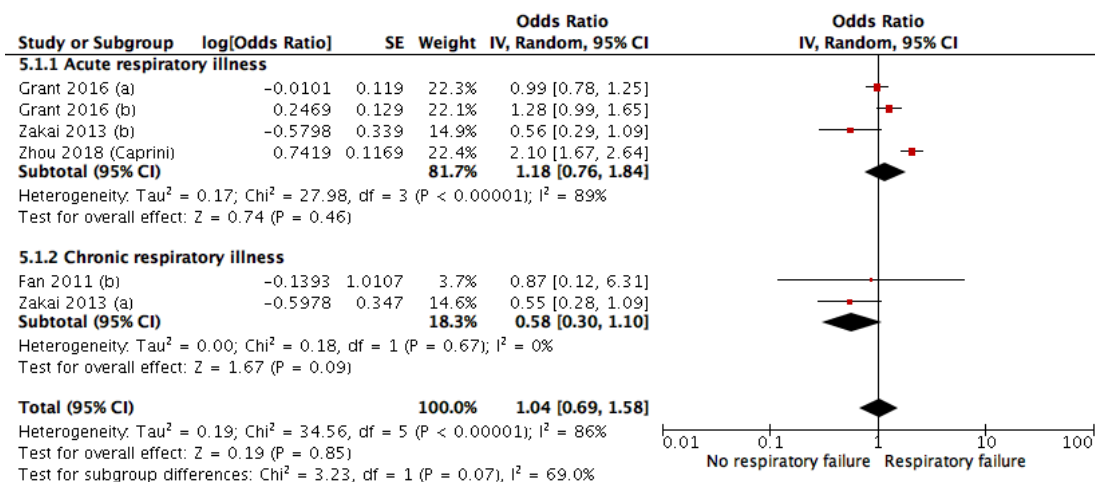 Odds Ratio Odds Ratio
Study or Subgroup log[Odds Ratio] SE Weight IV, Random, 95% CI IV, Random, 95% CI
5.1.1 Acute respiratory illness
Grant 2016 (a) −0.0101 0.119 22.3% 0.99 [0.78, 1.25]
Grant 2016 (b) 0.2469 0.129 22.1% 1.28 [0.99, 1.65]
Zakai 2013 (b) −0.5798 0.339 14.9% 0.56 [0.29, 1.09]
Zhou 2018 (Caprini) 0.7419 0.1169 22.4% 2.10 [1.67, 2.64]
Subtotal (95% CI) 81.7% 1.18 [0.76, 1.84]
Heterogeneity: Tau² = 0.17; Chi² = 27.98, df = 3 (P < 0.00001); I² = 89%
Test for overall effect: Z = 0.74 (P = 0.46)
5.1.2 Chronic respiratory illness
Fan 2011 (b) −0.1393 1.0107 3.7% 0.87 [0.12, 6.31]
Zakai 2013 (a) −0.5978 0.347 14.6% 0.55 [0.28, 1.09]
Subtotal (95% CI) 18.3% 0.58 [0.30, 1.10]
Heterogeneity: Tau² = 0.00; Chi² = 0.18, df = 1 (P = 0.67); I² = 0%
Test for overall effect: Z = 1.67 (P = 0.09)
Total (95% CI) 100.0% 1.04 [0.69, 1.58]
Heterogeneity: Tau² = 0.19; Chi² = 34.56, df = 5 (P < 0.00001); I² = 86%
Test for overall effect: Z = 0.19 (P = 0.85)
Test for subgroup differences: Chi² = 3.23, df = 1 (P = 0.07), I² = 69.0%
0.01 0.1 1 10 100
No respiratory failure Respiratory failure